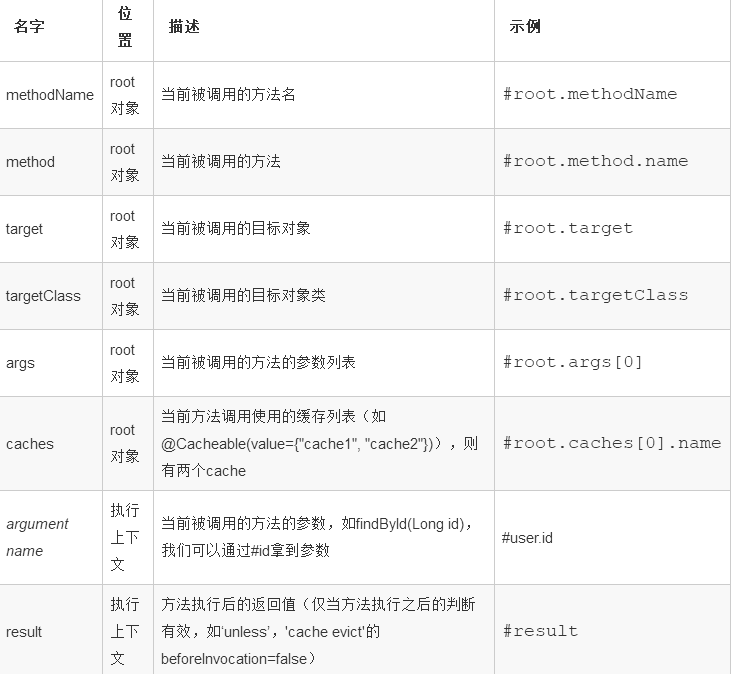 名字 位置 描述 示例
methodName root对象 当前被调用的方法名 #root.methodName
method root对象 当前被调用的方法 #root.method.name
target root对象 当前被调用的目标对象 #root.target
targetClass root对象 当前被调用的目标对象类 #root.targetClass
args root对象 当前被调用的方法的参数列表 #root.args[0]
caches root对象 当前方法调用使用的缓存列表（如@Cacheable(value={"cache1", "cache2"})），则有两个cache #root.caches[0].name
argument name 执行上下文 当前被调用的方法的参数，如findById(Long id)，我们可以通过#id拿到参数 #user.id
result 执行上下文 方法执行后的返回值（仅当方法执行之后的判断有效，如‘unless’，'cache evict'的beforeInvocation=false） #result